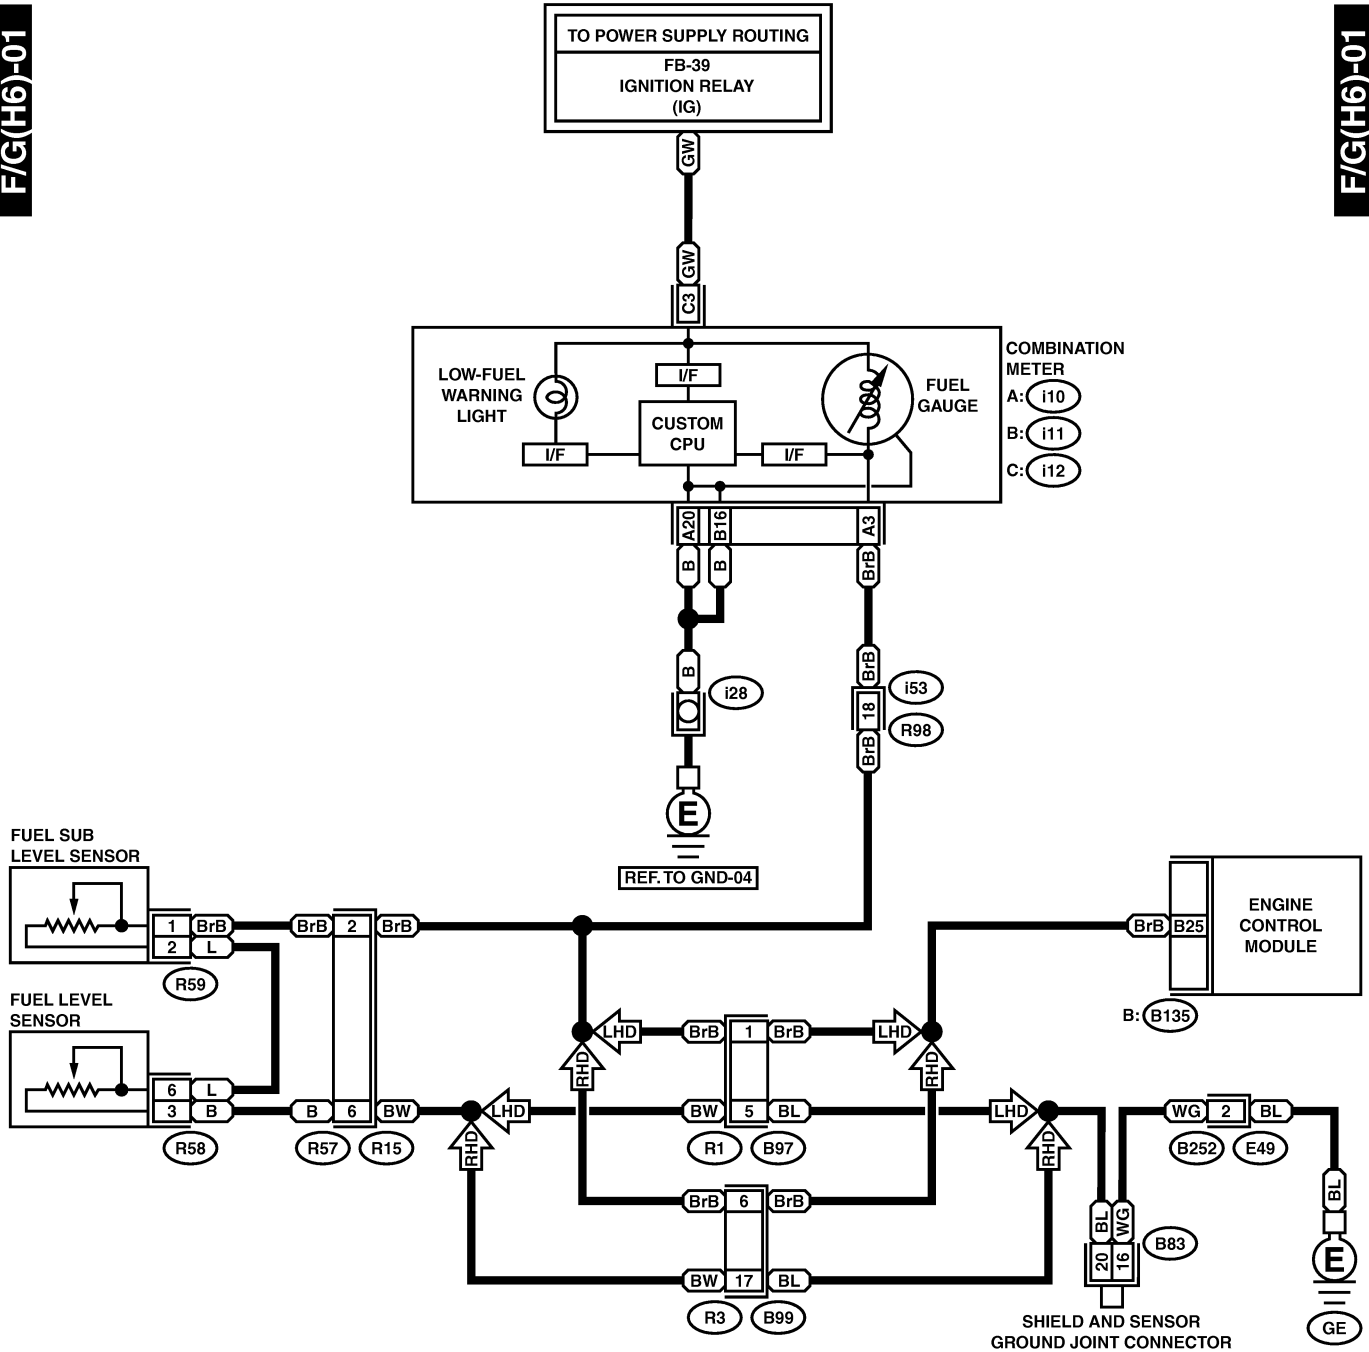 F/G(H6)-01
F/G(H6)-01
TO POWER SUPPLY ROUTING
FB-39
IGNITION RELAY
(IG)
GW
GW
C3
COMBINATION
METER
A: i10
B: i11
C: i12
LOW-FUEL
WARNING
LIGHT
I/F
CUSTOM
CPU
FUEL
GAUGE
I/F
I/F
A20
B16
A3
B
B
BrB
B
i28
BrB
18
i53
R98
BrB
E
REF. TO GND-04
FUEL SUB
LEVEL SENSOR
1 BrB
2 L
R59
BrB 2 BrB
FUEL LEVEL
SENSOR
6 L
3 B
R58
B 6 BW
R57 R15
BrB B25
ENGINE
CONTROL
MODULE
B: B135
LHD BrB 1 BrB LHD
RHD RHD
LHD BW 5 BL LHD
R1 B97
RHD RHD
BrB 6 BrB
BW 17 BL
R3 B99
WG 2 BL
B252 E49
BL
WG
20
16
B83
SHIELD AND SENSOR
GROUND JOINT CONNECTOR
BL
E
GE